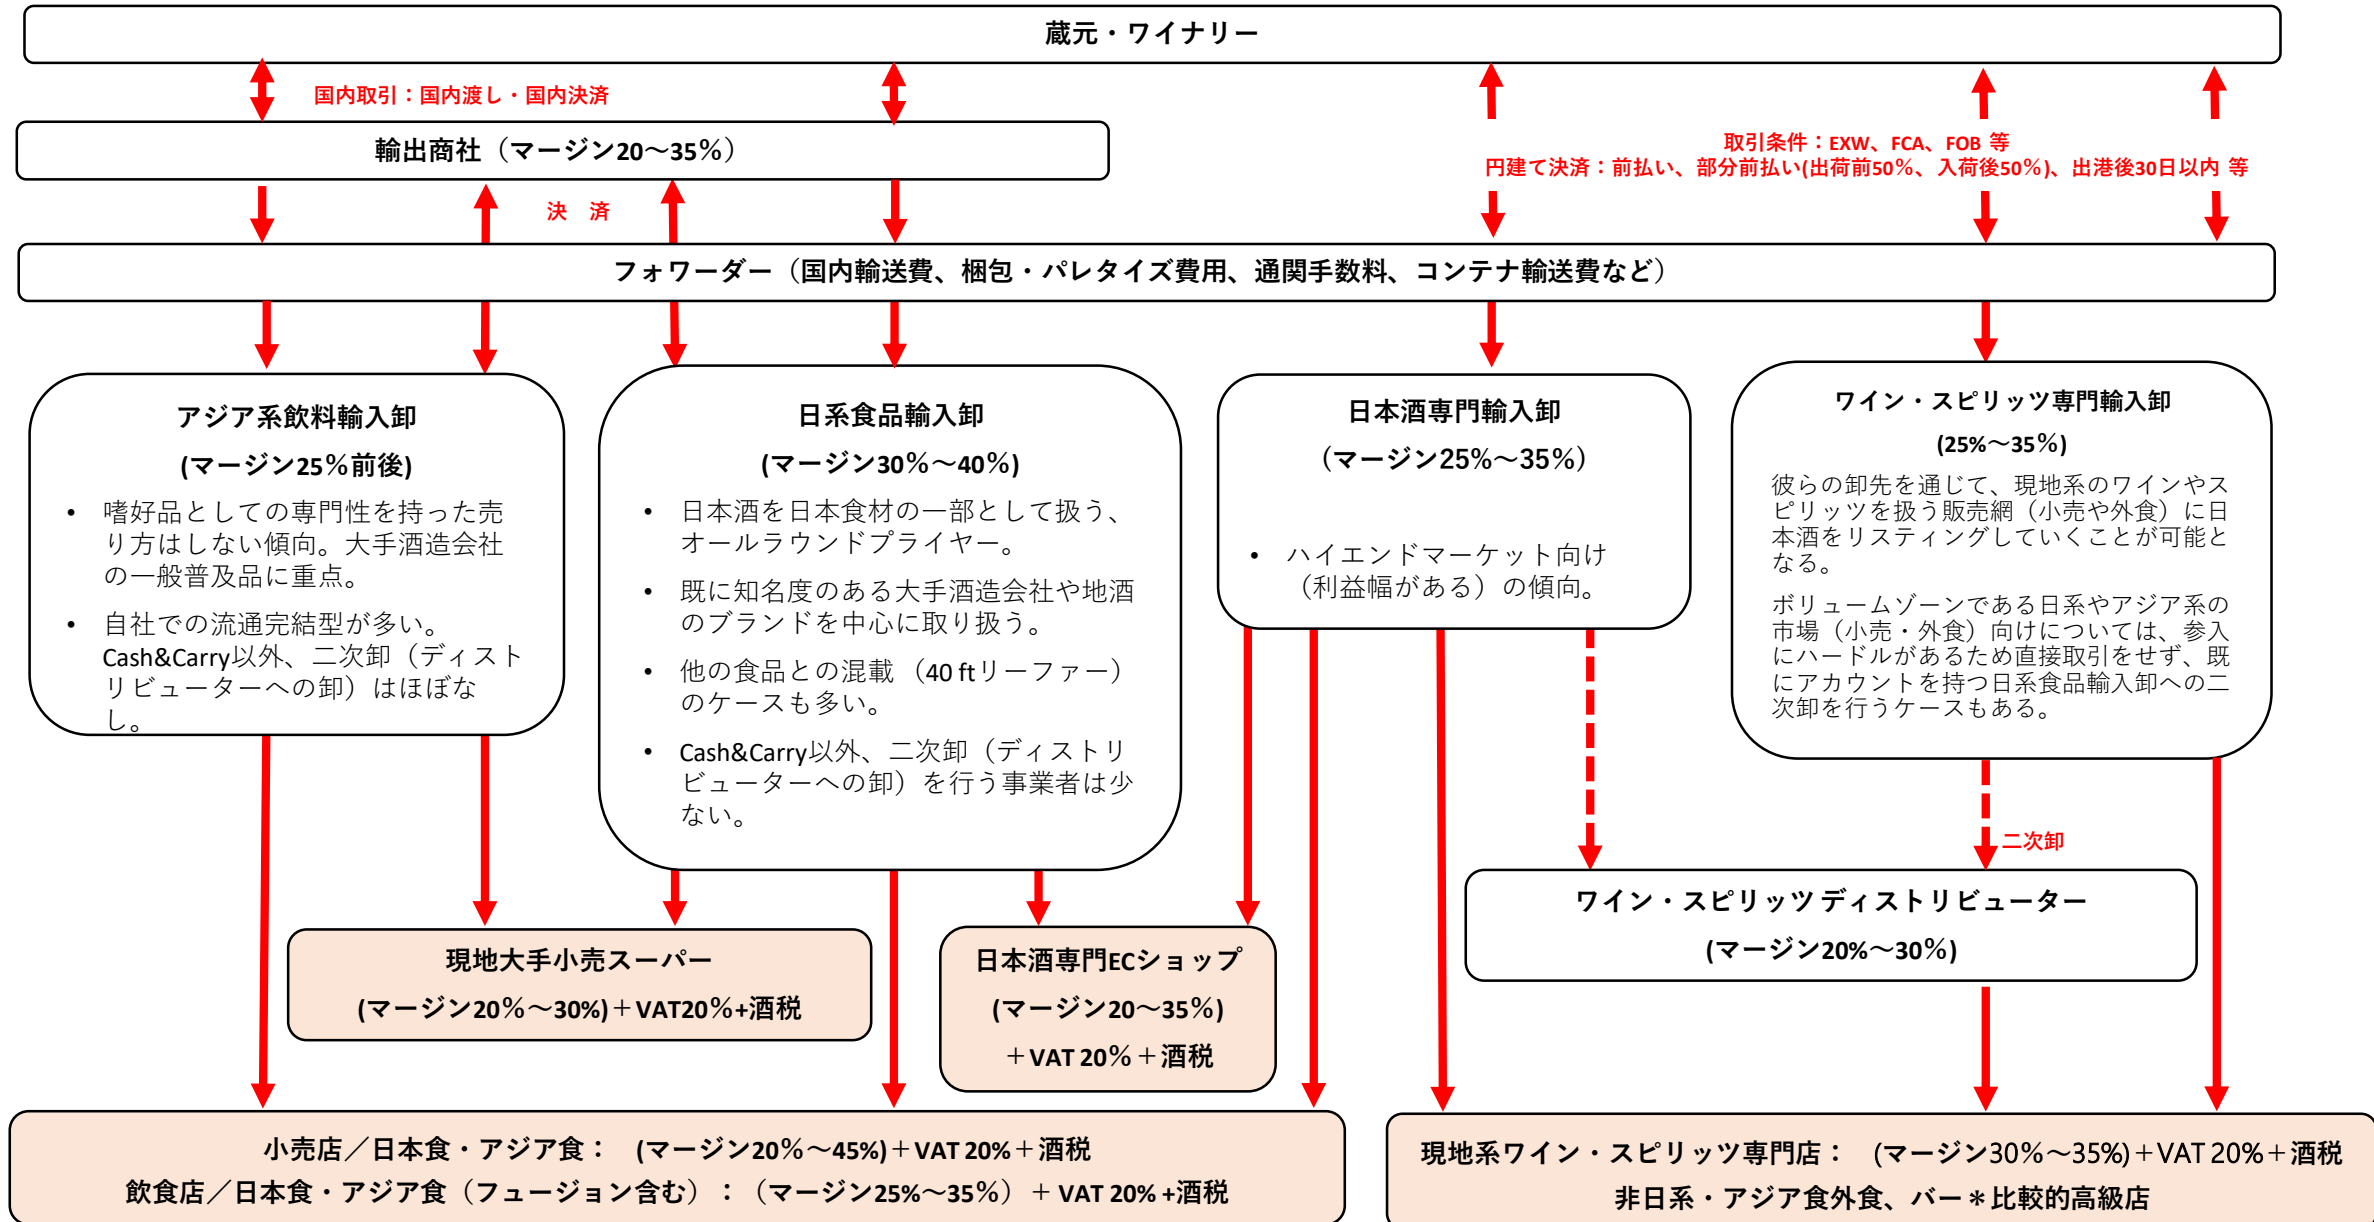 蔵元・ワイナリー
国内取引：国内渡し・国内決済
輸出商社（マージン20～35％）
取引条件：EXW、FCA、FOB 等
円建て決済：前払い、部分前払い(出荷前50％、入荷後50％)、出港後30日以内 等
決　済
フォワーダー（国内輸送費、梱包・パレタイズ費用、通関手数料、コンテナ輸送費など）
アジア系飲料輸入卸
(マージン25％前後)
• 嗜好品としての専門性を持った売
り方はしない傾向。大手酒造会社
の一般普及品に重点。
• 自社での流通完結型が多い。
Cash&Carry以外、二次卸（ディスト
リビューターへの卸）はほぼな
し。
日系食品輸入卸
(マージン30％～40％)
• 日本酒を日本食材の一部として扱う、
オールラウンドプライヤー。
• 既に知名度のある大手酒造会社や地酒
のブランドを中心に取り扱う。
• 他の食品との混載 （40 ftリーファー）
のケースも多い。
• Cash&Carry以外、二次卸（ディストリ
ビューターへの卸）を行う事業者は少
ない。
日本酒専門輸入卸
（マージン25%～35％）
• ハイエンドマーケット向け
（利益幅がある）の傾向。
ワイン・スピリッツ専門輸入卸
(25%～35％)
彼らの卸先を通じて、現地系のワインやス
ピリッツを扱う販売網（小売や外食）に日
本酒をリスティングしていくことが可能と
なる。
ボリュームゾーンである日系やアジア系の
市場（小売・外食）向けについては、参入
にハードルがあるため直接取引をせず、既
にアカウントを持つ日系食品輸入卸への二
次卸を行うケースもある。
二次卸
ワイン・スピリッツ ディストリビューター
(マージン20%～30％)
現地大手小売スーパー
(マージン20％～30%)＋VAT20％+酒税
日本酒専門ECショップ
(マージン20～35％)
＋VAT 20％＋酒税
小売店／日本食・アジア食： (マージン20％～45%)＋VAT 20%＋酒税
飲食店／日本食・アジア食（フュージョン含む）：（マージン25%～35％）＋ VAT 20% +酒税
現地系ワイン・スピリッツ専門店： (マージン30％～35%)＋VAT 20%＋酒税
非日系・アジア食外食、バー＊比較的高級店